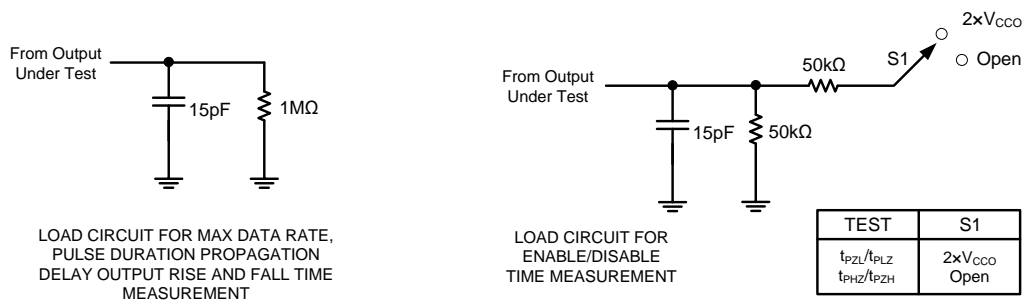 From Output
Under Test
15pF
1MΩ
LOAD CIRCUIT FOR MAX DATA RATE,
PULSE DURATION PROPAGATION
DELAY OUTPUT RISE AND FALL TIME
MEASUREMENT
2×VCCO
S1
Open
50kΩ
From Output
Under Test
15pF
50kΩ
LOAD CIRCUIT FOR
ENABLE/DISABLE
TIME MEASUREMENT
TEST S1
tPZL/tPLZ 2×VCCO
tPHZ/tPZH Open